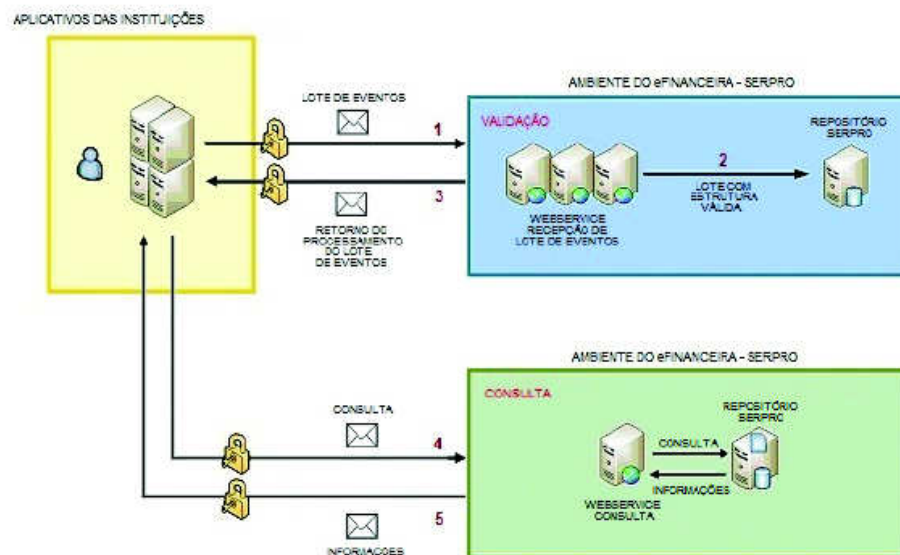 APLICATIVOS DAS INSTITUIÇÕES
AMBIENTE DO eFINANCEIRA - SERPRO
LOTE DE EVENTOS
1
VALIDAÇÃO
REPOSITÓRIO
SERPRO
2
LOTE COM
ESTRUTURA
VÁLIDA
3
WEBSERVICE
RECEPÇÃO DE
LOTE DE EVENTOS
RETORNO DO
PROCESSAMENTO
DO LOTE
DE EVENTOS
AMBIENTE DO eFINANCEIRA - SERPRO
CONSULTA
REPOSITÓRIO
SERPRO
CONSULTA
4
CONSULTA
INFORMAÇÕES
WEBSERVICE
CONSULTA
5
INFORMAÇÕES